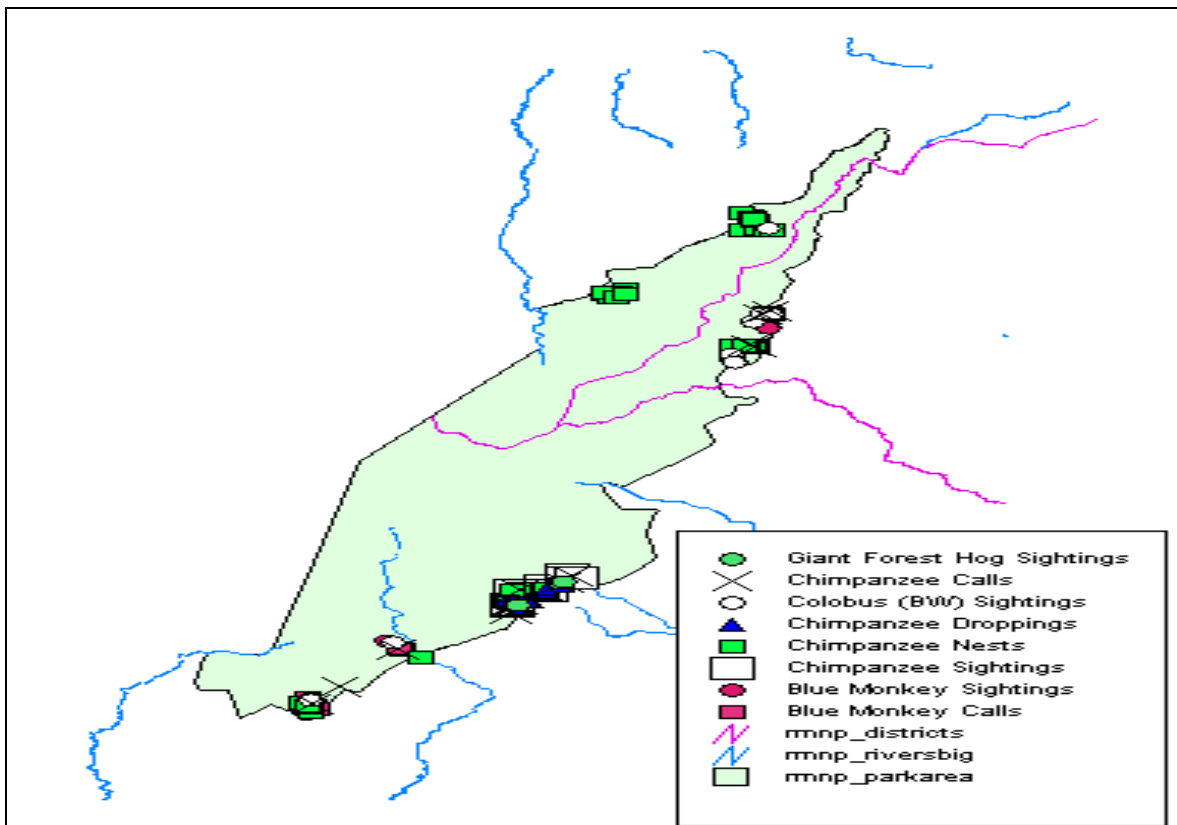 Giant Forest Hog Sightings
Chimpanzee Calls
Colobus (BW) Sightings
Chimpanzee Droppings
Chimpanzee Nests
Chimpanzee Sightings
Blue Monkey Sightings
Blue Monkey Calls
rmnp_districts
rmnp_riversbig
rmnp_parkarea